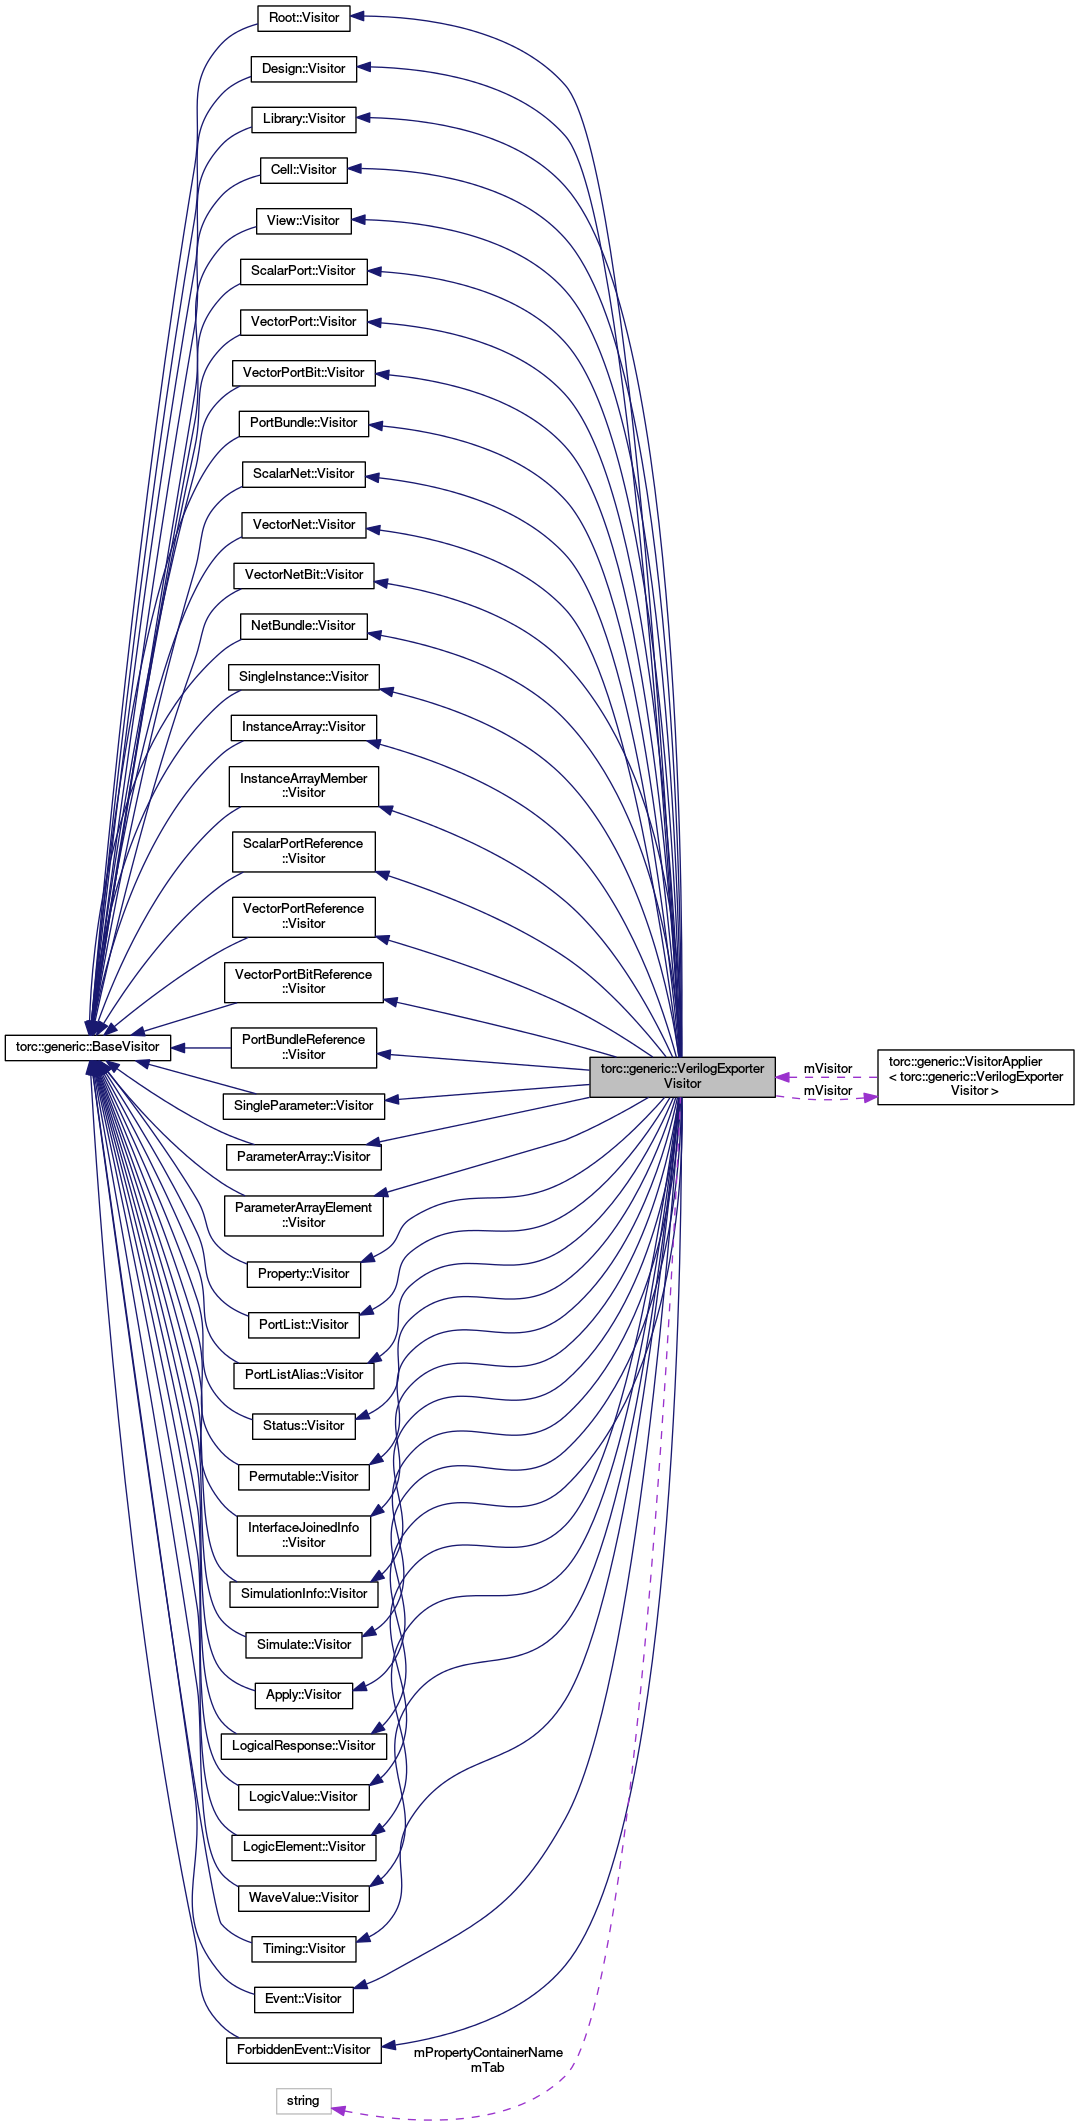 Root::Visitor
Design::Visitor
Library::Visitor
Cell::Visitor
View::Visitor
ScalarPort::Visitor
VectorPort::Visitor
VectorPortBit::Visitor
PortBundle::Visitor
ScalarNet::Visitor
VectorNet::Visitor
VectorNetBit::Visitor
NetBundle::Visitor
SingleInstance::Visitor
InstanceArray::Visitor
InstanceArrayMember
::Visitor
ScalarPortReference
::Visitor
VectorPortReference
::Visitor
VectorPortBitReference
::Visitor
torc::generic::BaseVisitor
PortBundleReference
::Visitor
torc::generic::VerilogExporter
Visitor
mVisitor
mVisitor
torc::generic::VisitorApplier
< torc::generic::VerilogExporter
Visitor >
SingleParameter::Visitor
ParameterArray::Visitor
ParameterArrayElement
::Visitor
Property::Visitor
PortList::Visitor
PortListAlias::Visitor
Status::Visitor
Permutable::Visitor
InterfaceJoinedInfo
::Visitor
SimulationInfo::Visitor
Simulate::Visitor
Apply::Visitor
LogicalResponse::Visitor
LogicValue::Visitor
LogicElement::Visitor
WaveValue::Visitor
Timing::Visitor
Event::Visitor
ForbiddenEvent::Visitor
mPropertyContainerName
mTab
string